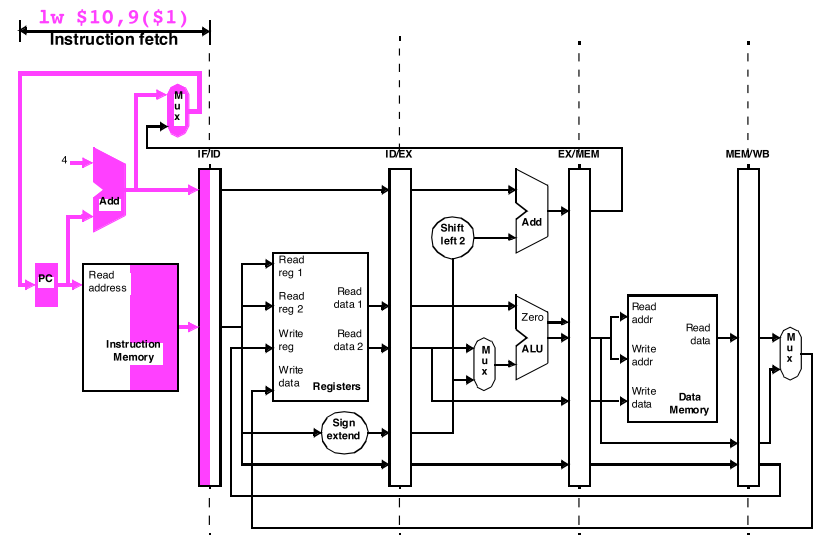 lw $10,9($1)
Instruction fetch
M
u
x
IF/ID
ID/EX
EX/MEM
MEM/WB
4
Add
Shift
left 2
Add
PC
Read
address
Instruction
Memory
Read
reg 1
Read
reg 2
Write
reg
Write
data
Read
data 1
Read
data 2
Registers
Sign
extend
M
u
x
Zero
ALU
Read
addr
Write
addr
Write
data
Read
data
Data
Memory
M
u
x